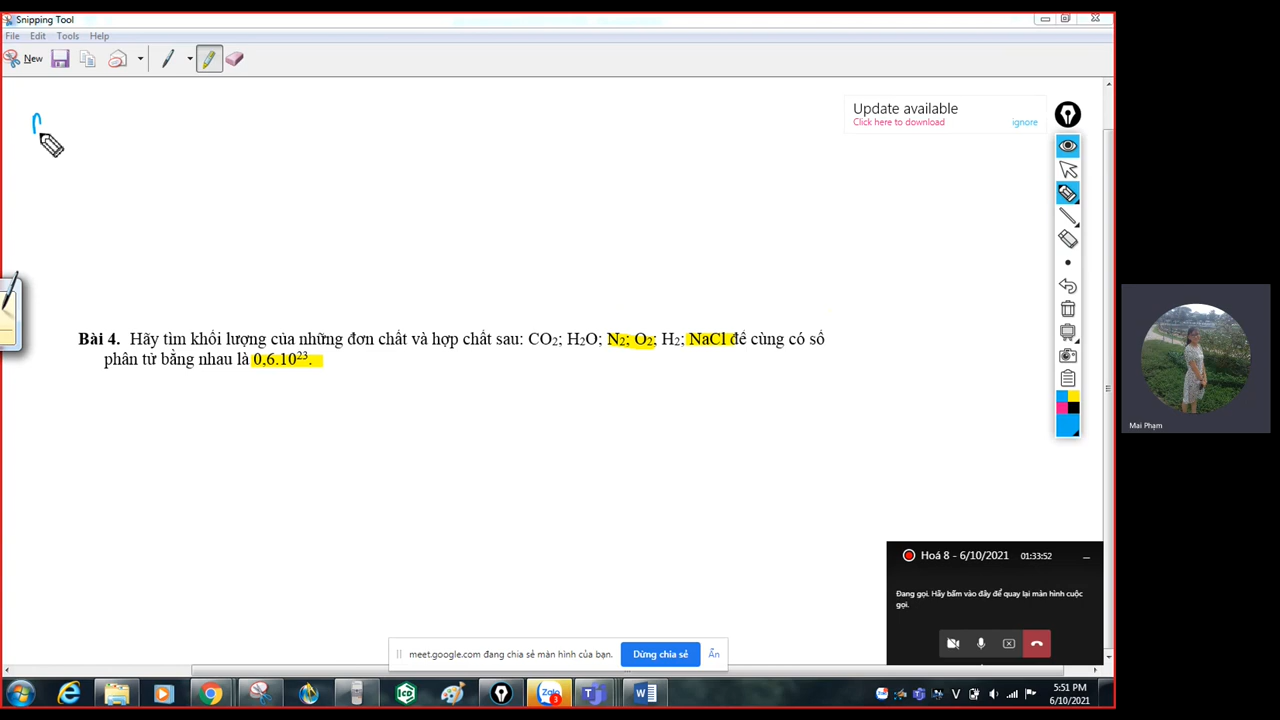 Snipping Tool
File Edit Tools Help
New
Update available
Click here to download ignore
Bài 4. Hãy tìm khối lượng của những đơn chất và hợp chất sau: CO₂; H₂O; N₂; O₂; H₂; NaCl để cùng có số
phân tử bằng nhau là 0,6.10²³.
Mai Phạm
Hoá 8 - 6/10/2021 01:33:52
Đang gọi. Hãy bấm vào đây để quay lại màn hình cuộc
gọi.
meet.google.com đang chia sẻ màn hình của bạn. Dừng chia sẻ Ẩn
Zalo
3
V
5:51 PM
6/10/2021